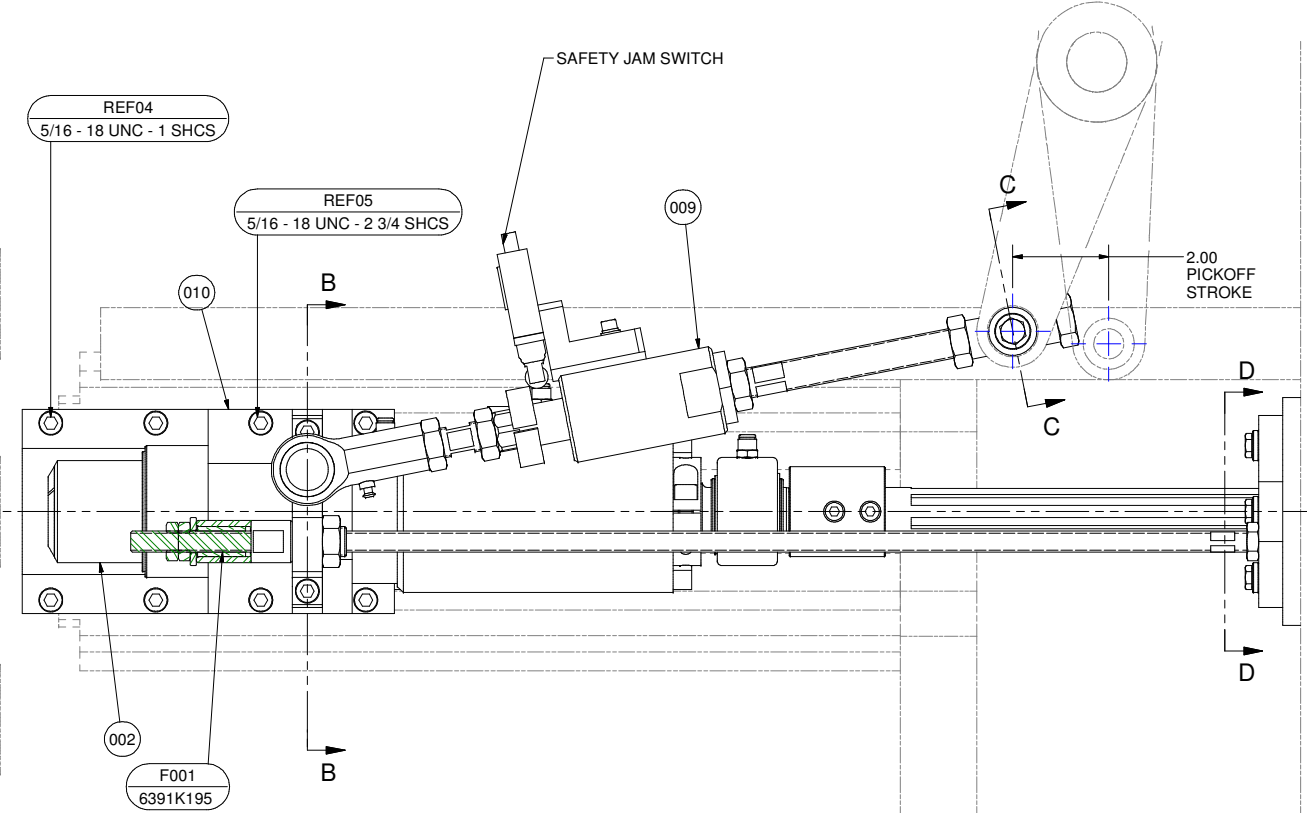 SAFETY JAM SWITCH
REF04
5/16 - 18 UNC - 1 SHCS
REF05
5/16 - 18 UNC - 2 3/4 SHCS
009
C
2.00
PICKOFF
STROKE
010
B
D
C
D
B
002
F001
6391K195